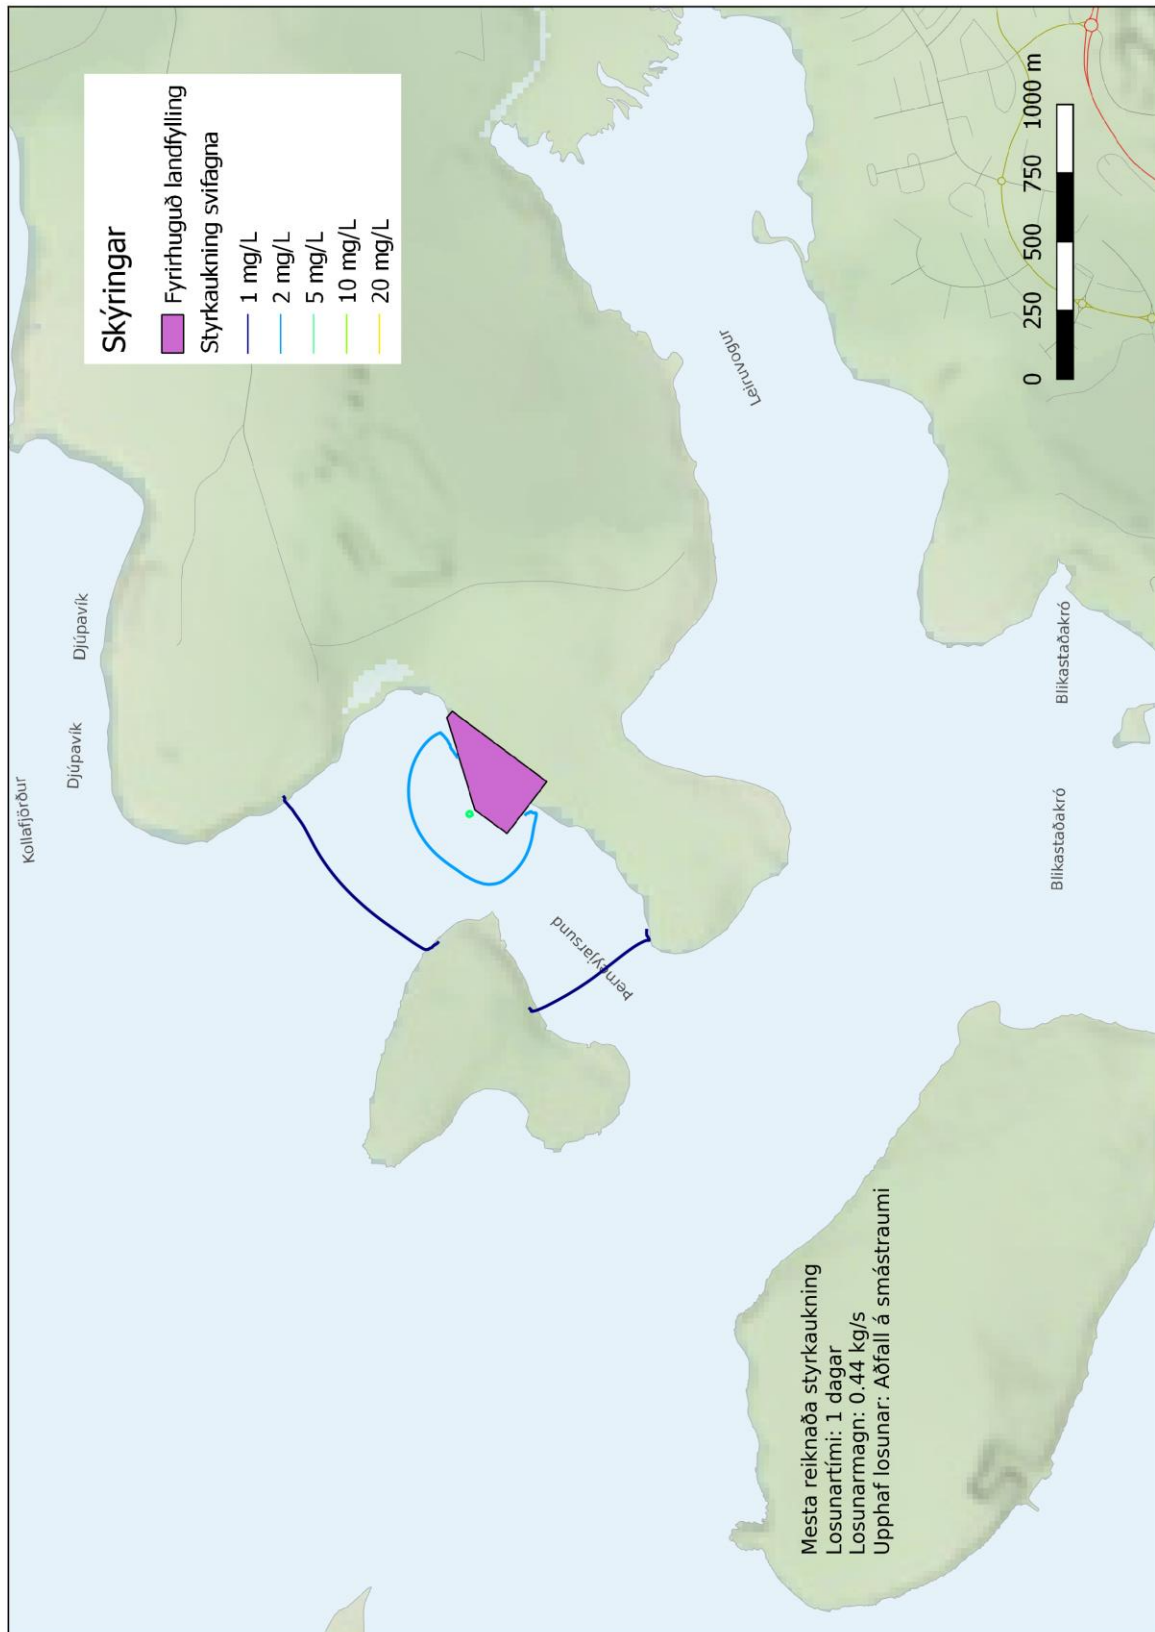 Kollafjörður
Djúpavík
Djúpavík
Skýringar
Fyrirhuguð landfylling
Styrkaukning svifagna
1 mg/L
2 mg/L
5 mg/L
10 mg/L
20 mg/L
Þerneyjarsund
Leiruvogur
Mesta reiknaða styrkaukning
Losunartími: 1 dagar
Losunarmagn: 0.44 kg/s
Upphaf losunar: Aðfall á smástraumi
Blikastaðakró
Blikastaðakró
0 250 500 750 1000 m